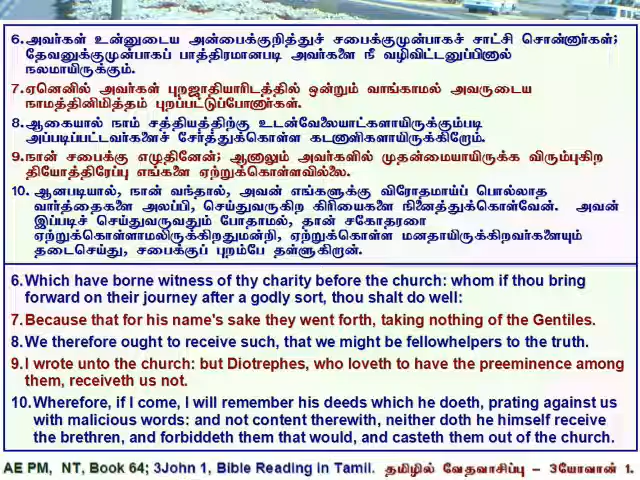 6. அவர்கள் உன்னுடைய அன்பைக்குறித்துச் சபைக்குமுன்பாகச் சாட்சி சொன்னார்கள்;
தேவனுக்குமுன்பாகப் பாத்திரமானபடி அவர்களை நீ வழிவிட்டனுப்பினால்
நலமாயிருக்கும்.
7. ஏனெனில் அவர்கள் புறஜாதியாரிடத்தில் ஒன்றும் வாங்காமல் அவருடைய
நாமத்தினிமித்தம் புறப்பட்டுப்போனார்கள்.
8. ஆகையால் நாம் சத்தியத்திற்கு உடன்வேலையாட்களாயிருக்கும்படி
அப்படிப்பட்டவர்களைச் சேர்த்துக்கொள்ள கடனாளிகளாயிருக்கிறோம்.
9. நான் சபைக்கு எழுதினேன்; ஆனாலும் அவர்களில் முதன்மையாயிருக்க விரும்புகிற
தியோத்திரேப்பு எங்களை ஏற்றுக்கொள்ளவில்லை.
10. ஆனபடியால், நான் வந்தால், அவன் எங்களுக்கு விரோதமாய்ப் பொல்லாத
வார்த்தைகளை அலப்பி, செய்துவருகிற கிரியைகளை நினைத்துக்கொள்வேன். அவன்
இப்படிச் செய்துவருவதும் போதாமல், தான் சகோதரரை
ஏற்றுக்கொள்ளாமலிருக்கிறதுமன்றி, ஏற்றுக்கொள்ள மனதாயிருக்கிறவர்களையும்
தடைசெய்து, சபைக்குப் புறம்பே தள்ளுகிறான்.
6. Which have borne witness of thy charity before the church: whom if thou bring
forward on their journey after a godly sort, thou shalt do well:
7. Because that for his name's sake they went forth, taking nothing of the Gentiles.
8. We therefore ought to receive such, that we might be fellowhelpers to the truth.
9. I wrote unto the church: but Diotrephes, who loveth to have the preeminence among
them, receiveth us not.
10. Wherefore, if I come, I will remember his deeds which he doeth, prating against us
with malicious words: and not content therewith, neither doth he himself receive
the brethren, and forbiddeth them that would, and casteth them out of the church.
AE PM, NT, Book 64; 3John 1, Bible Reading in Tamil. தமிழில் வேதவாசிப்பு – 3யோவான் 1.